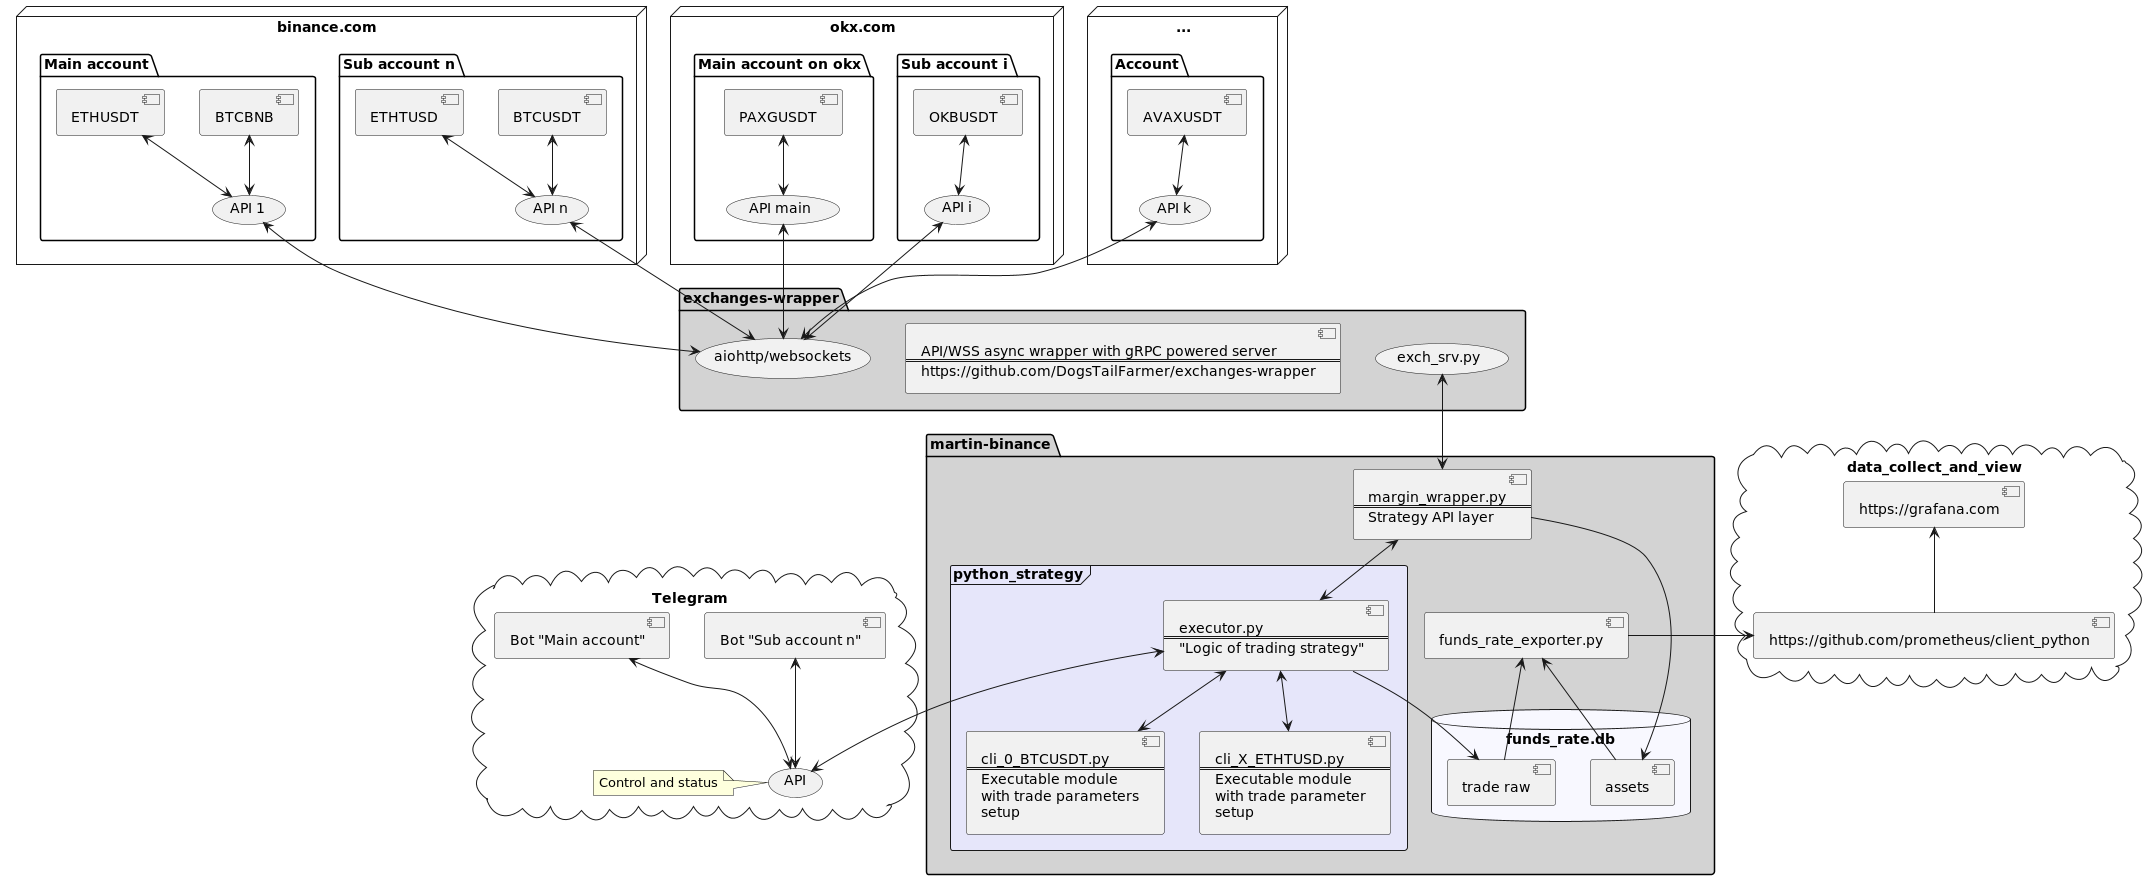 binance.com
Main account
ETHUSDT
BTCBNB
API 1
Sub account n
ETHTUSD
BTCUSDT
API n
okx.com
Main account on okx
PAXGUSDT
API main
Sub account i
OKBUSDT
API i
...
Account
AVAXUSDT
API k
exchanges-wrapper
aiohttp/websockets
API/WSS async wrapper with gRPC powered server
https://github.com/DogsTailFarmer/exchanges-wrapper
exch_srv.py
martin-binance
margin_wrapper.py
Strategy API layer
python_strategy
executor.py
"Logic of trading strategy"
cli_0_BTCUSDT.py
Executable module
with trade parameters
setup
cli_X_ETHTUSD.py
Executable module
with trade parameter
setup
funds_rate_exporter.py
funds_rate.db
trade raw
assets
data_collect_and_view
https://grafana.com
https://github.com/prometheus/client_python
Telegram
Bot "Main account"
Bot "Sub account n"
Control and status
API